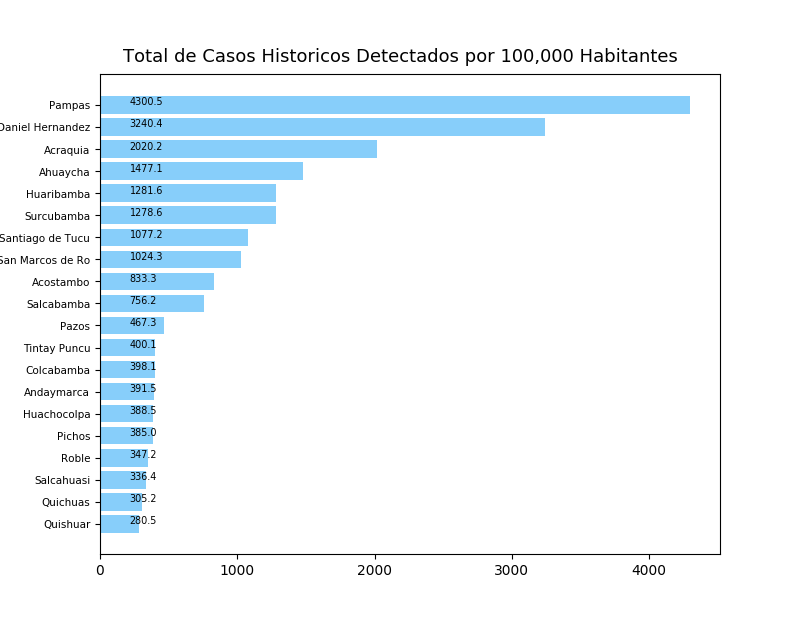 Total de Casos Historicos Detectados por 100,000 Habitantes
Pampas 4300.5
Daniel Hernandez 3240.4
Acraquia 2020.2
Ahuaycha 1477.1
Huaribamba 1281.6
Surcubamba 1278.6
Santiago de Tucu 1077.2
San Marcos de Ro 1024.3
Acostambo 833.3
Salcabamba 756.2
Pazos 467.3
Tintay Puncu 400.1
Colcabamba 398.1
Andaymarca 391.5
Huachocolpa 388.5
Pichos 385.0
Roble 347.2
Salcahuasi 336.4
Quichuas 305.2
Quishuar 280.5
0 1000 2000 3000 4000